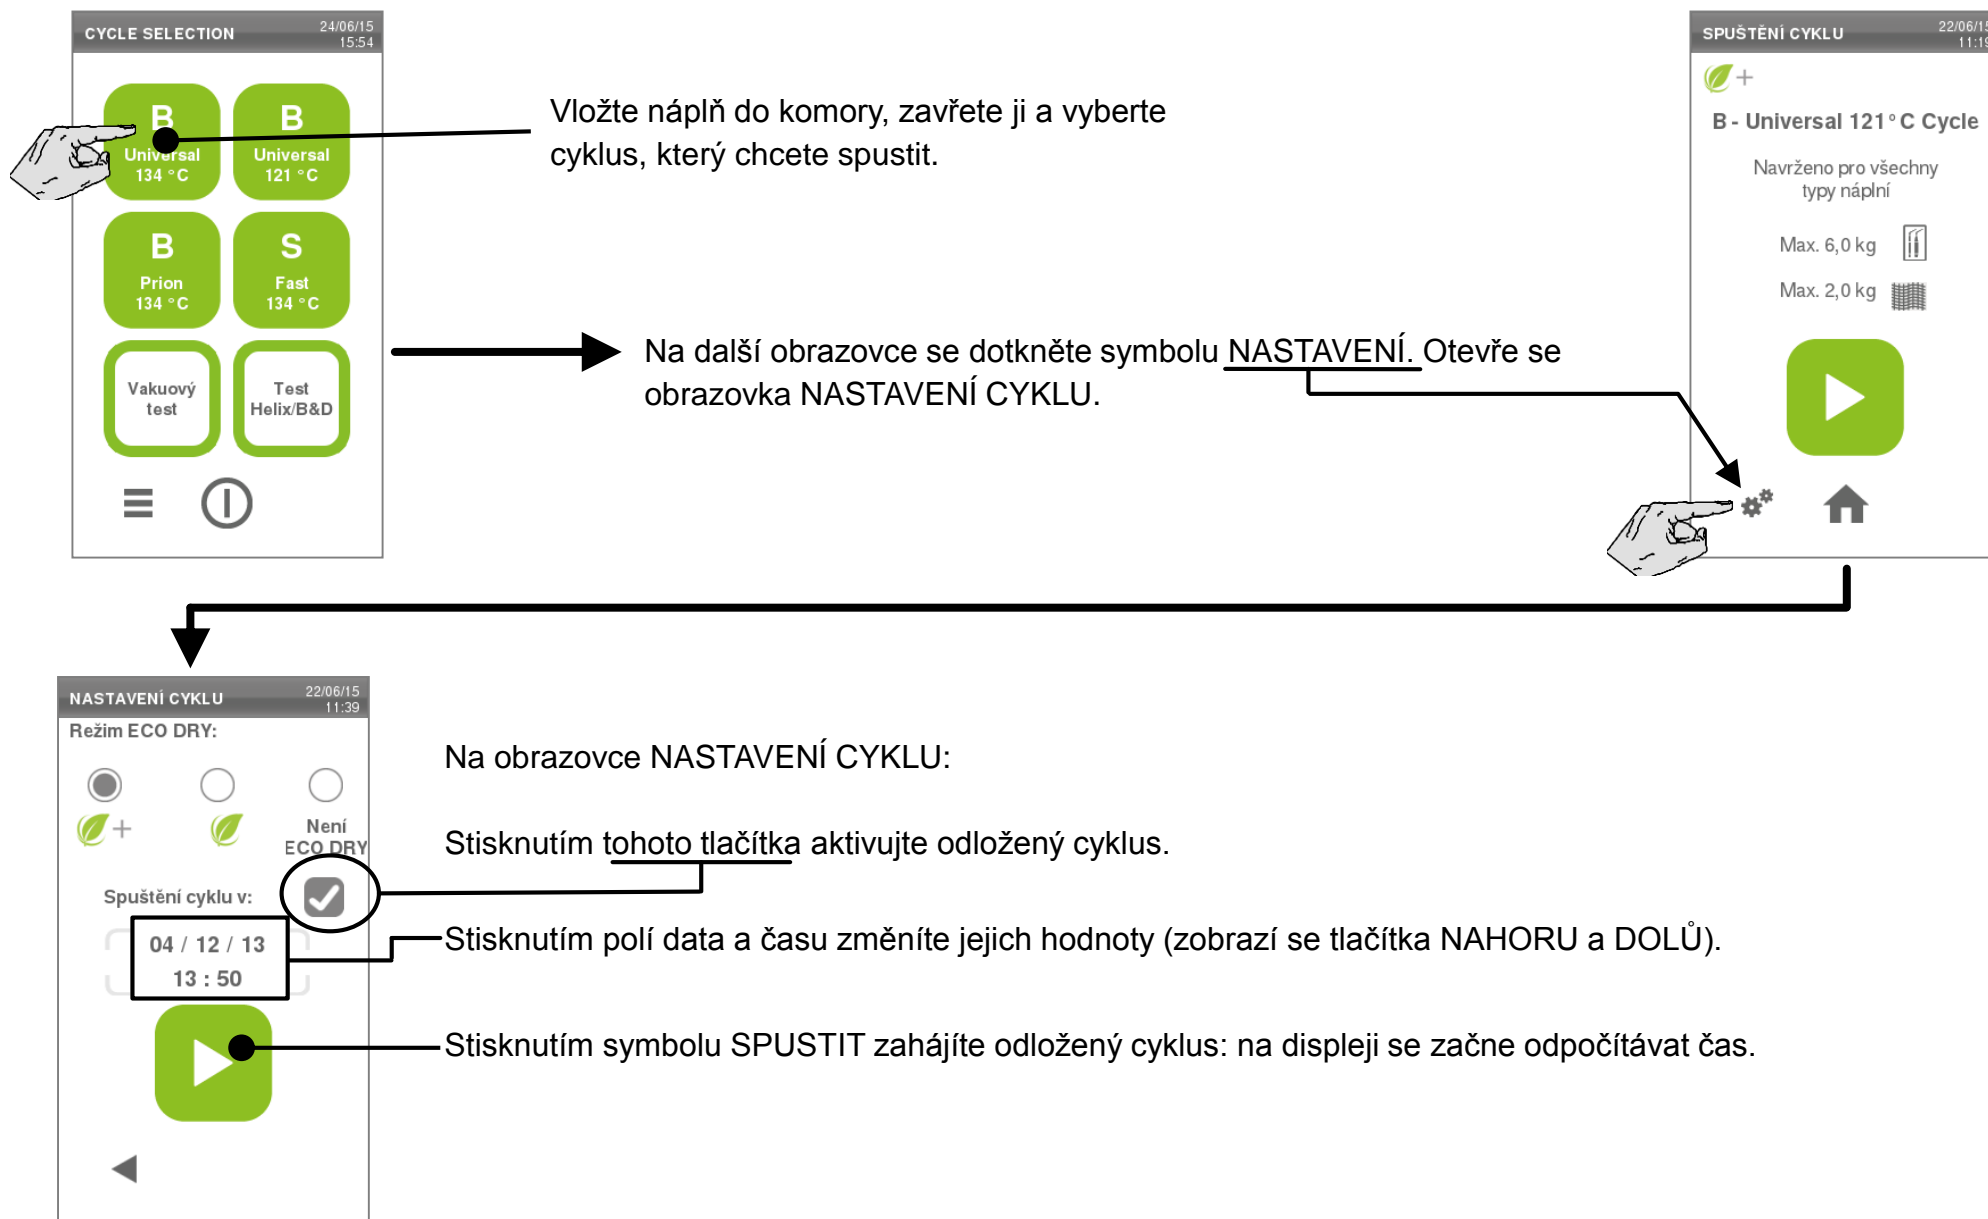 CYCLE SELECTION
24/06/15
15:54
B
Universal
134 °C
B
Universal
121 °C
B
Prion
134 °C
S
Fast
134 °C
Vakuový
test
Test
Helix/B&D
Vložte náplň do komory, zavřete ji a vyberte
cyklus, který chcete spustit.
Na další obrazovce se dotkněte symbolu NASTAVENÍ. Otevře se
obrazovka NASTAVENÍ CYKLU.
SPUŠTĚNÍ CYKLU
22/06/15
11:19
+
B - Universal 121°C Cycle
Navrženo pro všechny
typy náplní
Max. 6,0 kg
Max. 2,0 kg
NASTAVENÍ CYKLU
22/06/15
11:39
Režim ECO DRY:
+
Není
ECO DRY
Spuštění cyklu v:
04 / 12 / 13
13 : 50
Na obrazovce NASTAVENÍ CYKLU:
Stisknutím tohoto tlačítka aktivujte odložený cyklus.
Stisknutím polí data a času změníte jejich hodnoty (zobrazí se tlačítka NAHORU a DOLŮ).
Stisknutím symbolu SPUSTIT zahájíte odložený cyklus: na displeji se začne odpočítávat čas.